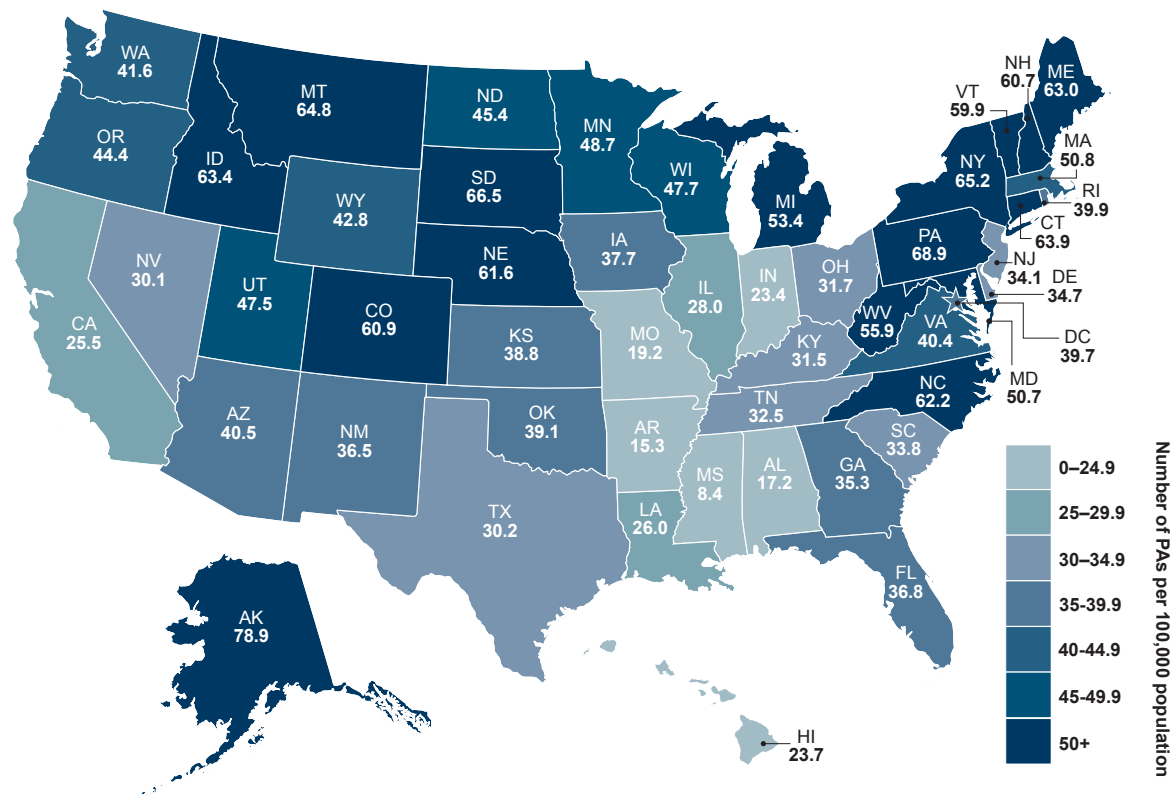 WA
41.6
OR
44.4
CA
25.5
NV
30.1
ID
63.4
MT
64.8
WY
42.8
UT
47.5
CO
60.9
AZ
40.5
NM
36.5
ND
45.4
SD
66.5
NE
61.6
KS
38.8
OK
39.1
TX
30.2
MN
48.7
IA
37.7
MO
19.2
AR
15.3
LA
26.0
WI
47.7
IL
28.0
MI
53.4
IN
23.4
OH
31.7
KY
31.5
TN
32.5
MS
8.4
AL
17.2
GA
35.3
FL
36.8
SC
33.8
NC
62.2
VA
40.4
WV
55.9
PA
68.9
NY
65.2
VT
59.9
NH
60.7
ME
63.0
MA
50.8
RI
39.9
CT
63.9
NJ
34.1
DE
34.7
DC
39.7
MD
50.7
AK
78.9
HI
23.7
0–24.9
25–29.9
30–34.9
35-39.9
40-44.9
45-49.9
50+
Number of PAs per 100,000 population